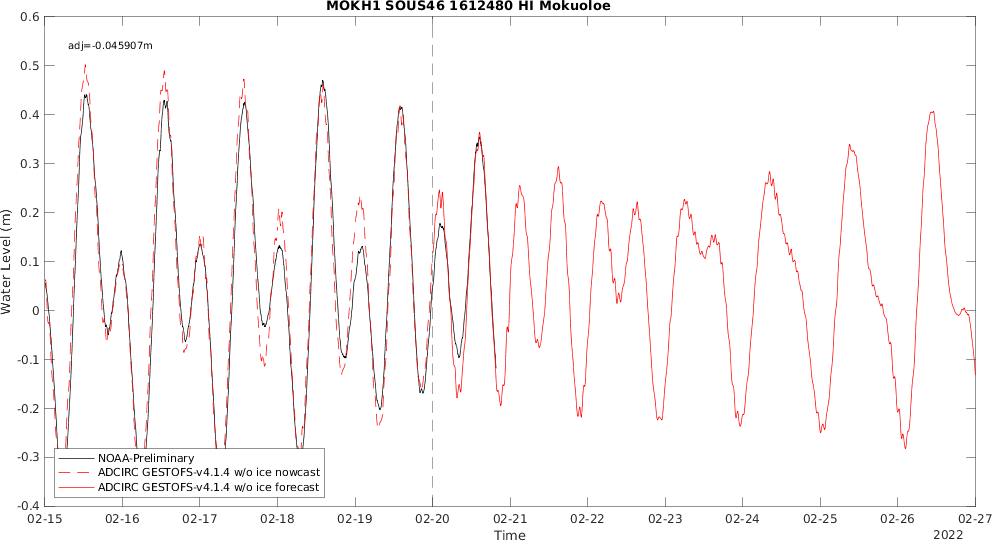 MOKH1 SOUS46 1612480 HI Mokuoloe
adj=-0.045907m
0.6
0.5
0.4
0.3
0.2
0.1
0
-0.1
-0.2
-0.3
-0.4
Water Level (m)
NOAA-Preliminary
ADCIRC GESTOFS-v4.1.4 w/o ice nowcast
ADCIRC GESTOFS-v4.1.4 w/o ice forecast
02-15 02-16 02-17 02-18 02-19 02-20 02-21 02-22 02-23 02-24 02-25 02-26 02-27
Time
2022